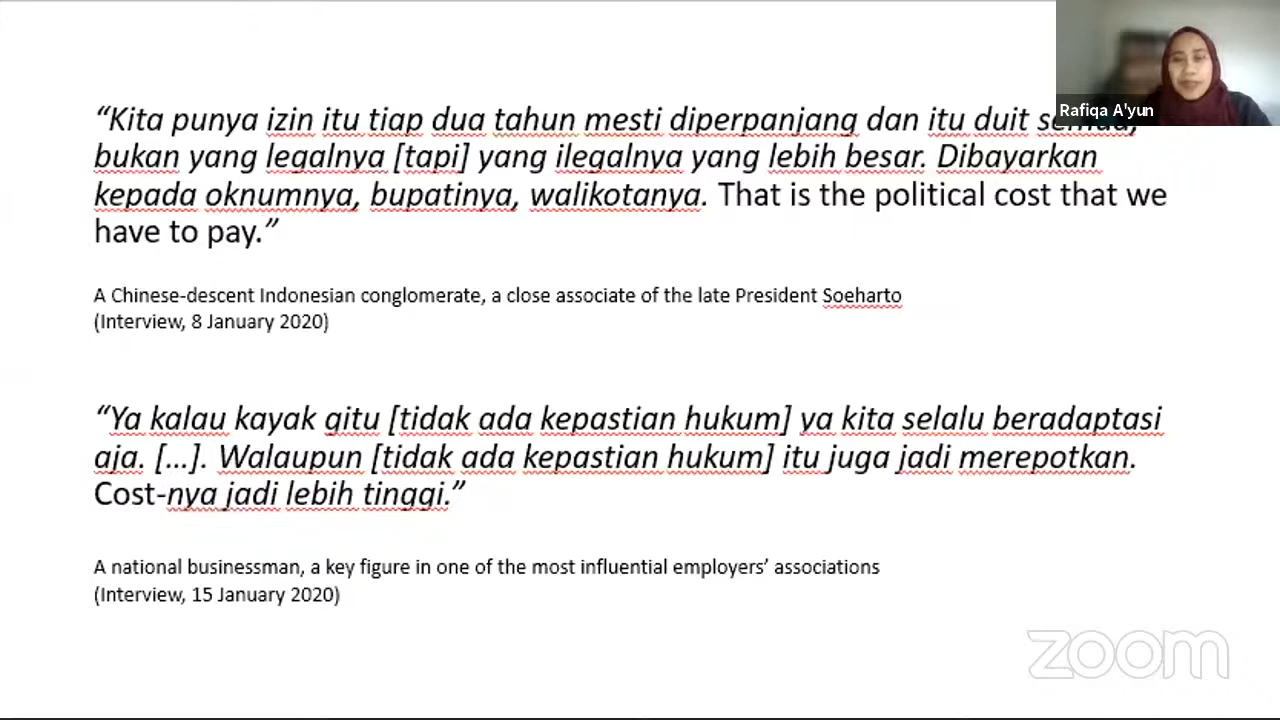 “Kita punya izin itu tiap dua tahun mesti diperpanjang dan itu duit
bukan yang legalnya [tapi] yang ilegalnya yang lebih besar. Dibayarkan
kepada oknumnya, bupatinya, walikotanya. That is the political cost that we
have to pay.”
A Chinese-descent Indonesian conglomerate, a close associate of the late President Soeharto
(Interview, 8 January 2020)
“Ya kalau kayak gitu [tidak ada kepastian hukum] ya kita selalu beradaptasi
aja. [...]. Walaupun [tidak ada kepastian hukum] itu juga jadi merepotkan.
Cost-nya jadi lebih tinggi.”
A national businessman, a key figure in one of the most influential employers’ associations
(Interview, 15 January 2020)
Rafiqa A'yun
zoom